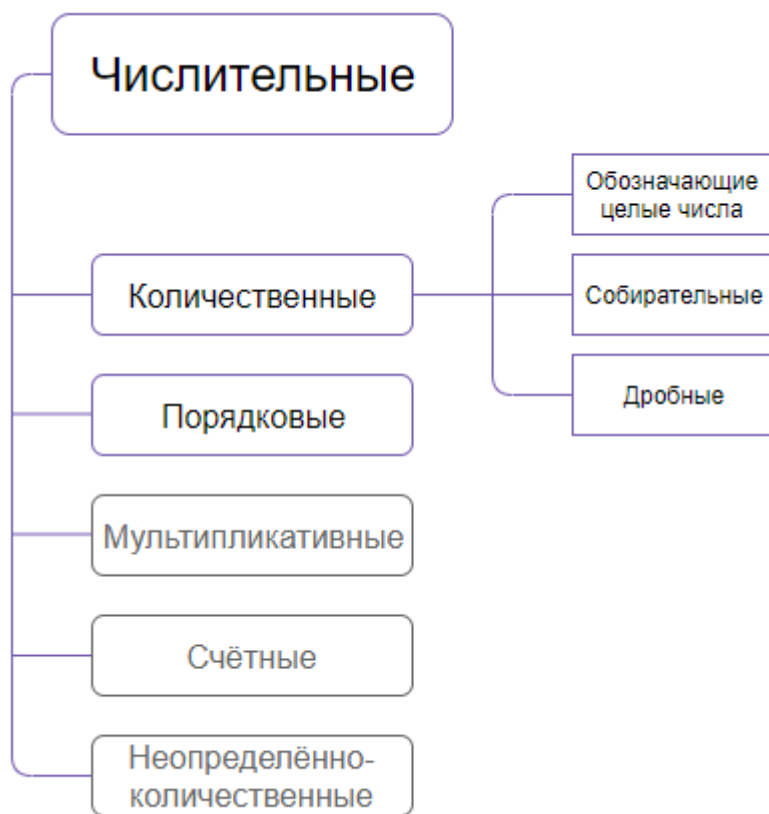 Числительные
Количественные
Обозначающие
целые числа
Собирательные
Дробные
Порядковые
Мультипликативные
Счётные
Неопределённо-
количественные